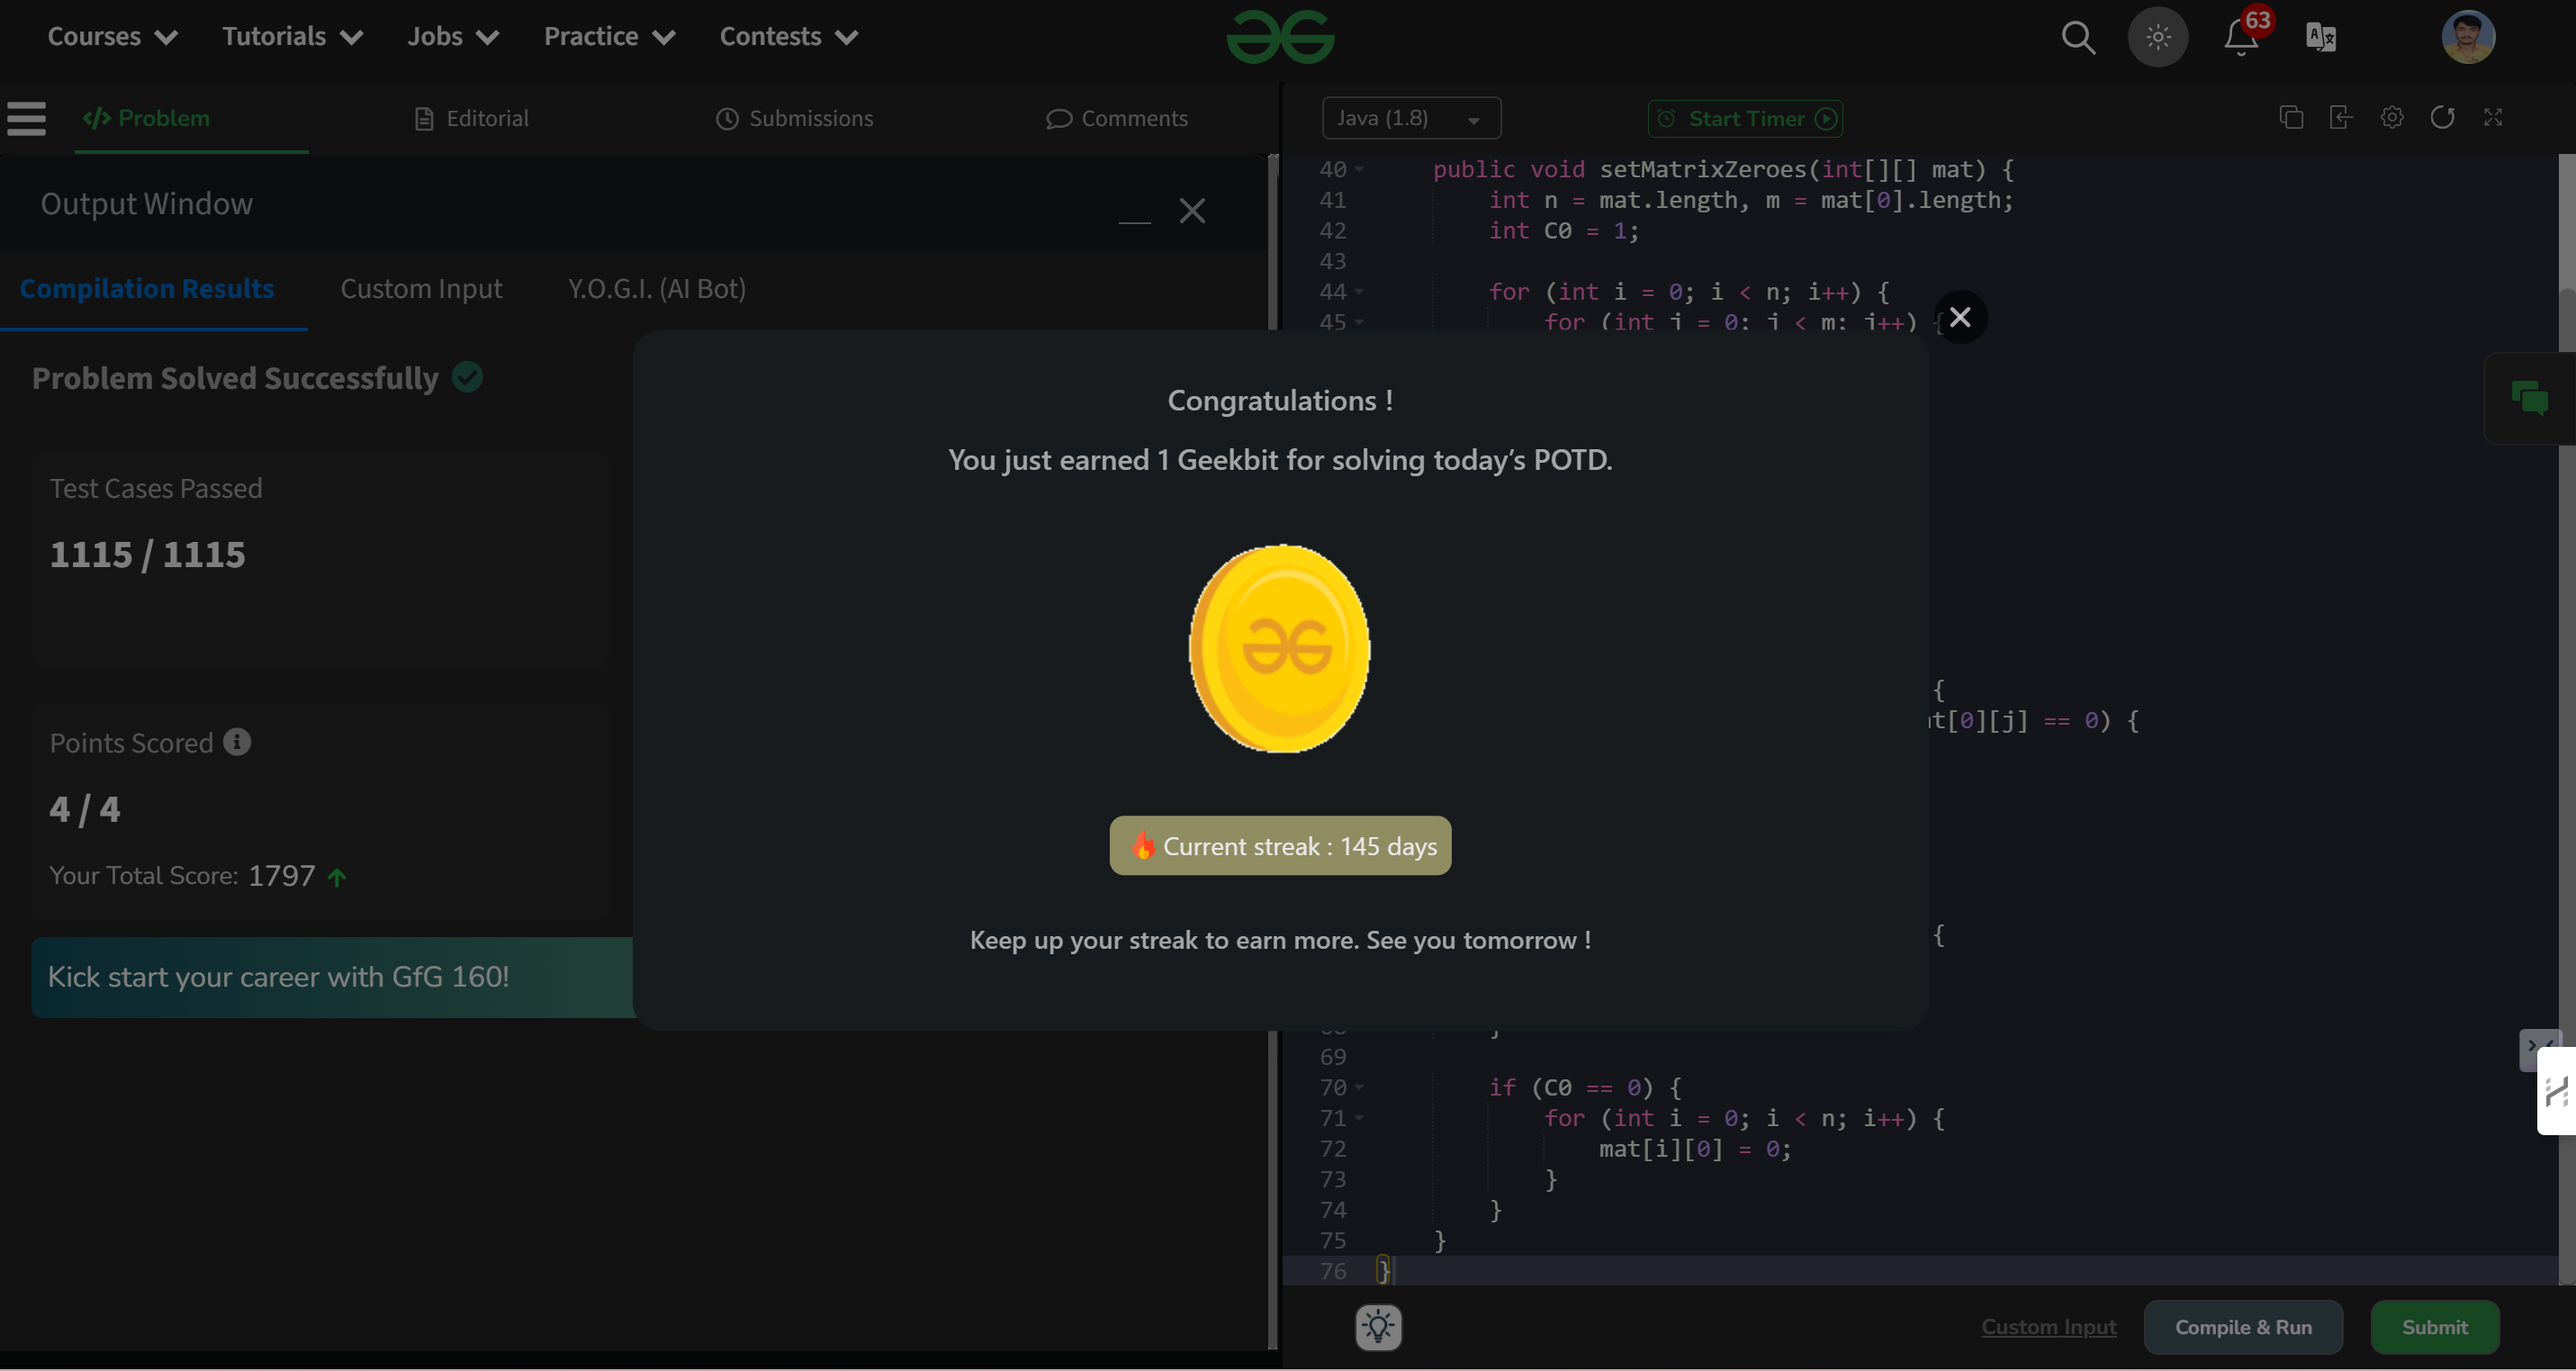 Courses Tutorials Jobs Practice Contests
63
Problem Editorial Submissions Comments
Java (1.8) Start Timer
Output Window
Compilation Results Custom Input Y.O.G.I. (AI Bot)
Problem Solved Successfully
Test Cases Passed
1115 / 1115
Points Scored
4 / 4
Your Total Score: 1797
Kick start your career with GfG 160!
Congratulations !
You just earned 1 Geekbit for solving today’s POTD.
Current streak : 145 days
Keep up your streak to earn more. See you tomorrow !
40 public void setMatrixZeroes(int[][] mat) {
41 int n = mat.length, m = mat[0].length;
42 int C0 = 1;
43
44 for (int i = 0; i < n; i++) {
45 for (int j = 0; j < m; j++) {
{
t[0][j] == 0) {
{
69
70 if (C0 == 0) {
71 for (int i = 0; i < n; i++) {
72 mat[i][0] = 0;
73 }
74 }
75 }
76 }
Custom Input Compile & Run Submit